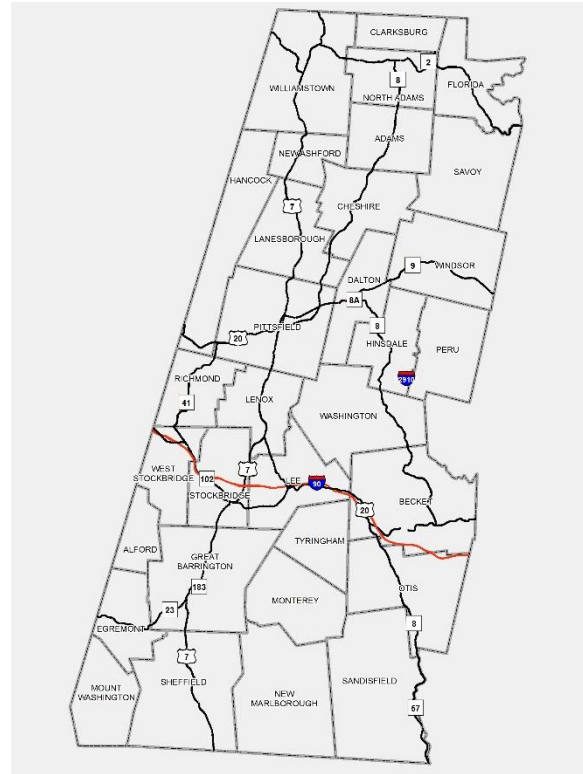 CLARKSBURG
2
8
FLORIDA
WILLIAMSTOWN
NORTH ADAMS
ADAMS
NEW ASHFORD
SAVOY
HANCOCK
7
CHESHIRE
LANESBOROUGH
9
WINDSOR
DALTON
8A
PITTSFIELD
8
20
HINSDALE
PERU
RICHMOND
2910
41
LENOX
WASHINGTON
WEST
STOCKBRIDGE
7
102
LEE
90
STOCKBRIDGE
BECKET
20
TYRINGHAM
ALFORD
GREAT
BARRINGTON
183
OTIS
MONTEREY
23
8
EGREMONT
7
MOUNT
WASHINGTON
SHEFFIELD
NEW
MARLBOROUGH
SANDISFIELD
67